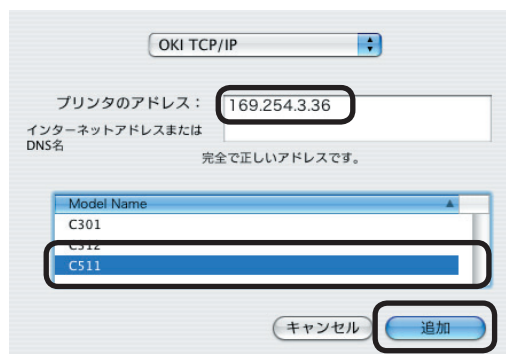 OKI TCP/IP
プリンタのアドレス：
169.254.3.36
インターネットアドレスまたは
DNS名
完全で正しいアドレスです。
Model Name
C301
C312
C511
キャンセル
追加